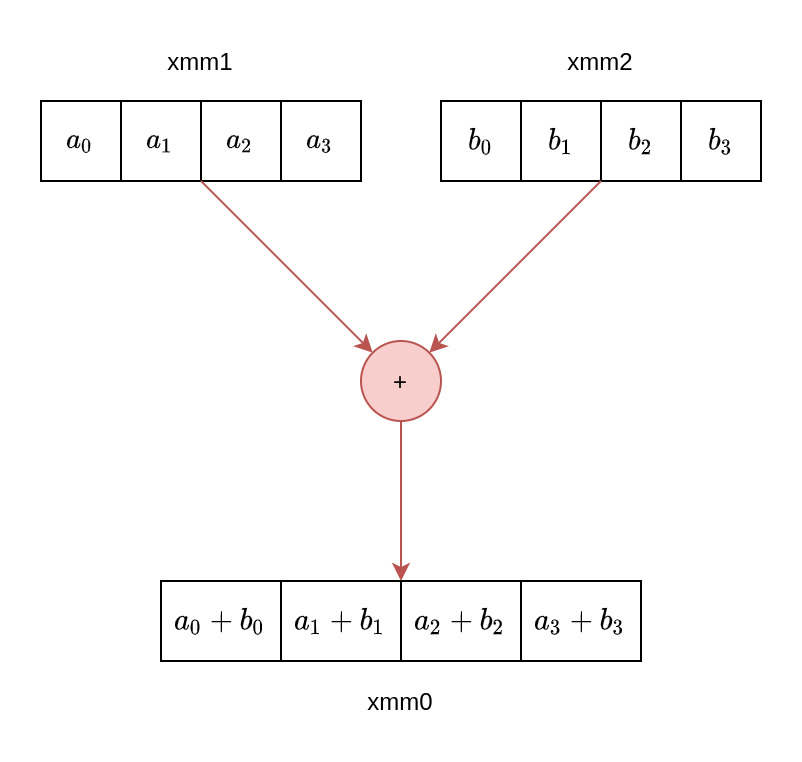 xmm1 xmm2
a₀ a₁ a₂ a₃ b₀ b₁ b₂ b₃
+
a₀ + b₀ a₁ + b₁ a₂ + b₂ a₃ + b₃
xmm0